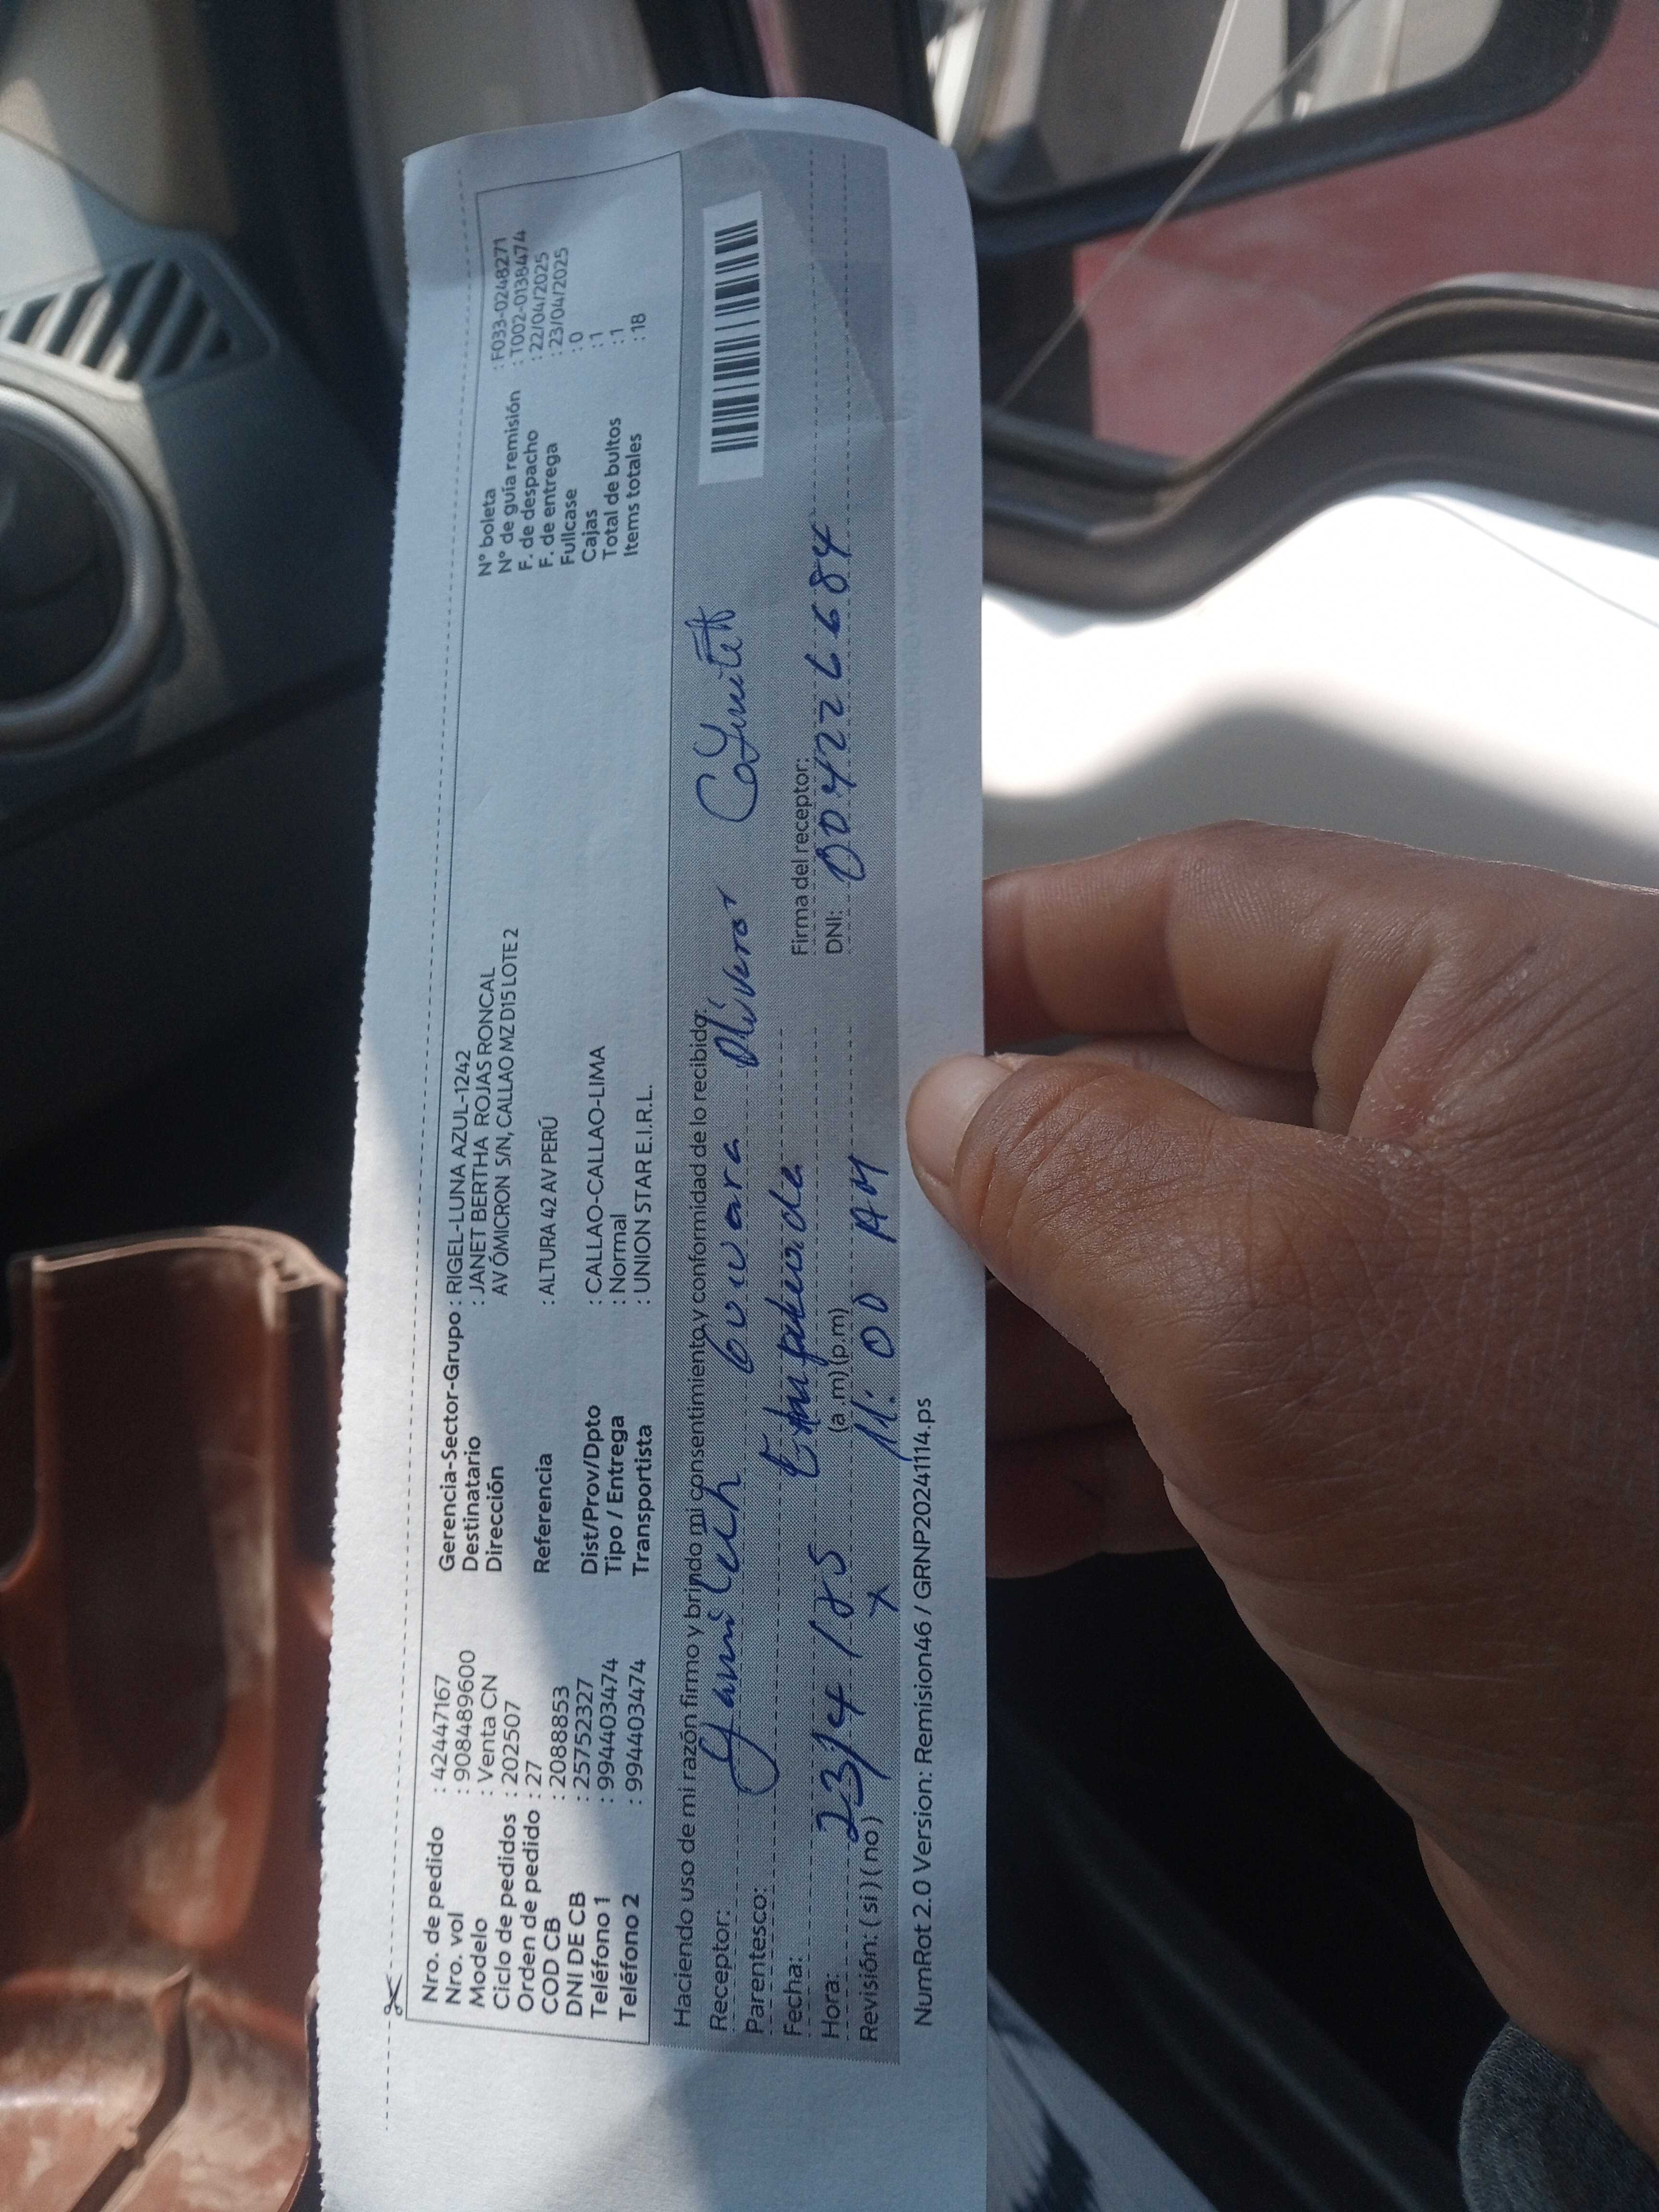 Nro. de pedido : 42447167
Nro. vol : 908489600
Modelo : Venta CN
Ciclo de pedidos : 202507
Orden de pedido : 27
COD CB : 2088853
DNI DE CB : 25752327
Teléfono 1 : 994403474
Teléfono 2 : 994403474
Gerencia-Sector-Grupo : RIGEL-LUNA AZUL-1242
Destinatario : JANET BERTHA ROJAS RONCAL
Dirección AV ÓMICRON S/N, CALLAO MZ D15 LOTE 2
Referencia : ALTURA 42 AV PERÚ
Dist/Prov/Dpto : CALLAO-CALLAO-LIMA
Tipo / Entrega : Normal
Transportista : UNION STAR E.I.R.L.
N° boleta : F033-0248271
N° de guía remisión : T002-0138474
F. de despacho : 22/04/2025
F. de entrega : 23/04/2025
Fullcase : 0
Cajas : 1
Total de bultos : 1
Items totales : 18
Haciendo uso de mi razón firmo y brindo mi consentimiento y conformidad de lo recibido:
Receptor: Yamileth
Parentesco: Empleada
Fecha: 23/4/25
Hora: 11:00 AM (a.m) (p.m)
Revisión: ( si ) ( no ) X
Firma del receptor:
DNI: 004226684
NumRot 2.0 Version: Remision46 / GRNP20241114.ps